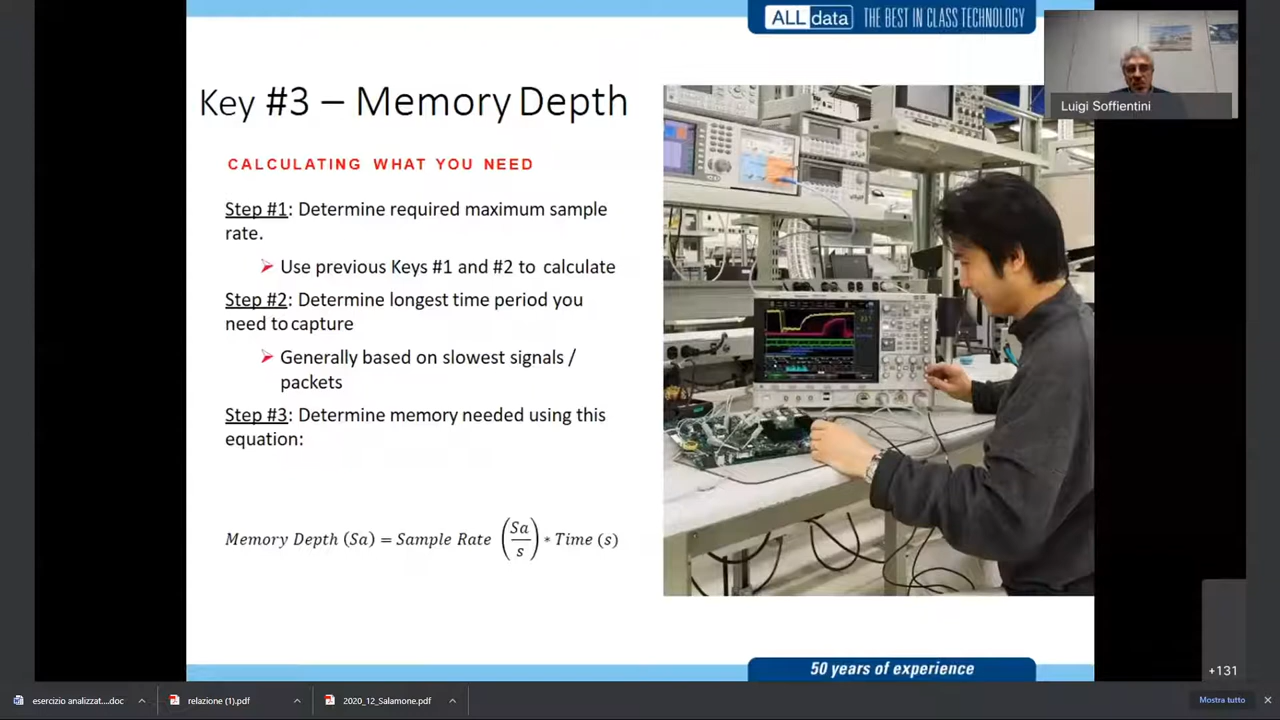 ALL data THE BEST IN CLASS TECHNOLOGY
Luigi Soffientini
Key #3 – Memory Depth
CALCULATING WHAT YOU NEED
Step #1: Determine required maximum sample
rate.
➢ Use previous Keys #1 and #2 to calculate
Step #2: Determine longest time period you
need to capture
➢ Generally based on slowest signals /
packets
Step #3: Determine memory needed using this
equation:
Memory Depth (Sa) = Sample Rate (Sa/s) * Time (s)
+131
50 years of experience
esercizio analizzat....doc
relazione (1).pdf
2020_12_Salamone.pdf
Mostra tutto